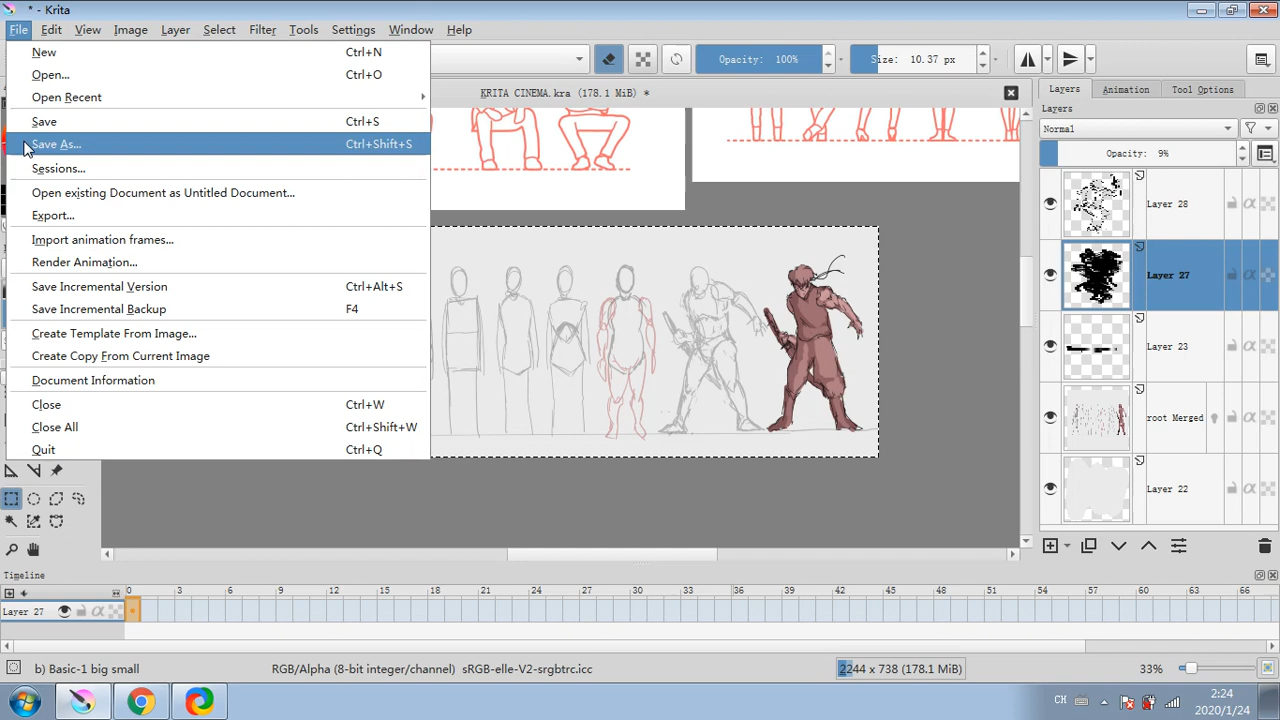 * - Krita
File Edit View Image Layer Select Filter Tools Settings Window Help
New Ctrl+N
Open... Ctrl+O
Open Recent
Save Ctrl+S
Save As... Ctrl+Shift+S
Sessions...
Open existing Document as Untitled Document...
Export...
Import animation frames...
Render Animation...
Save Incremental Version Ctrl+Alt+S
Save Incremental Backup F4
Create Template From Image...
Create Copy From Current Image
Document Information
Close Ctrl+W
Close All Ctrl+Shift+W
Quit Ctrl+Q
Opacity: 100% Size: 10.37 px
KRITA CINEMA.kra (178.1 MiB) *
Layers Animation Tool Options
Layers
Normal
Opacity: 9%
Layer 28
Layer 27
Layer 23
root Merged
Layer 22
Timeline
0 3 6 9 12 15 18 21 24 27 30 33 36 39 42 45 48 51 54 57 60 63 66
Layer 27
b) Basic-1 big small RGB/Alpha (8-bit integer/channel) sRGB-elle-V2-srgbtrc.icc 2244 x 738 (178.1 MiB) 33%
CH 2:24
2020/1/24